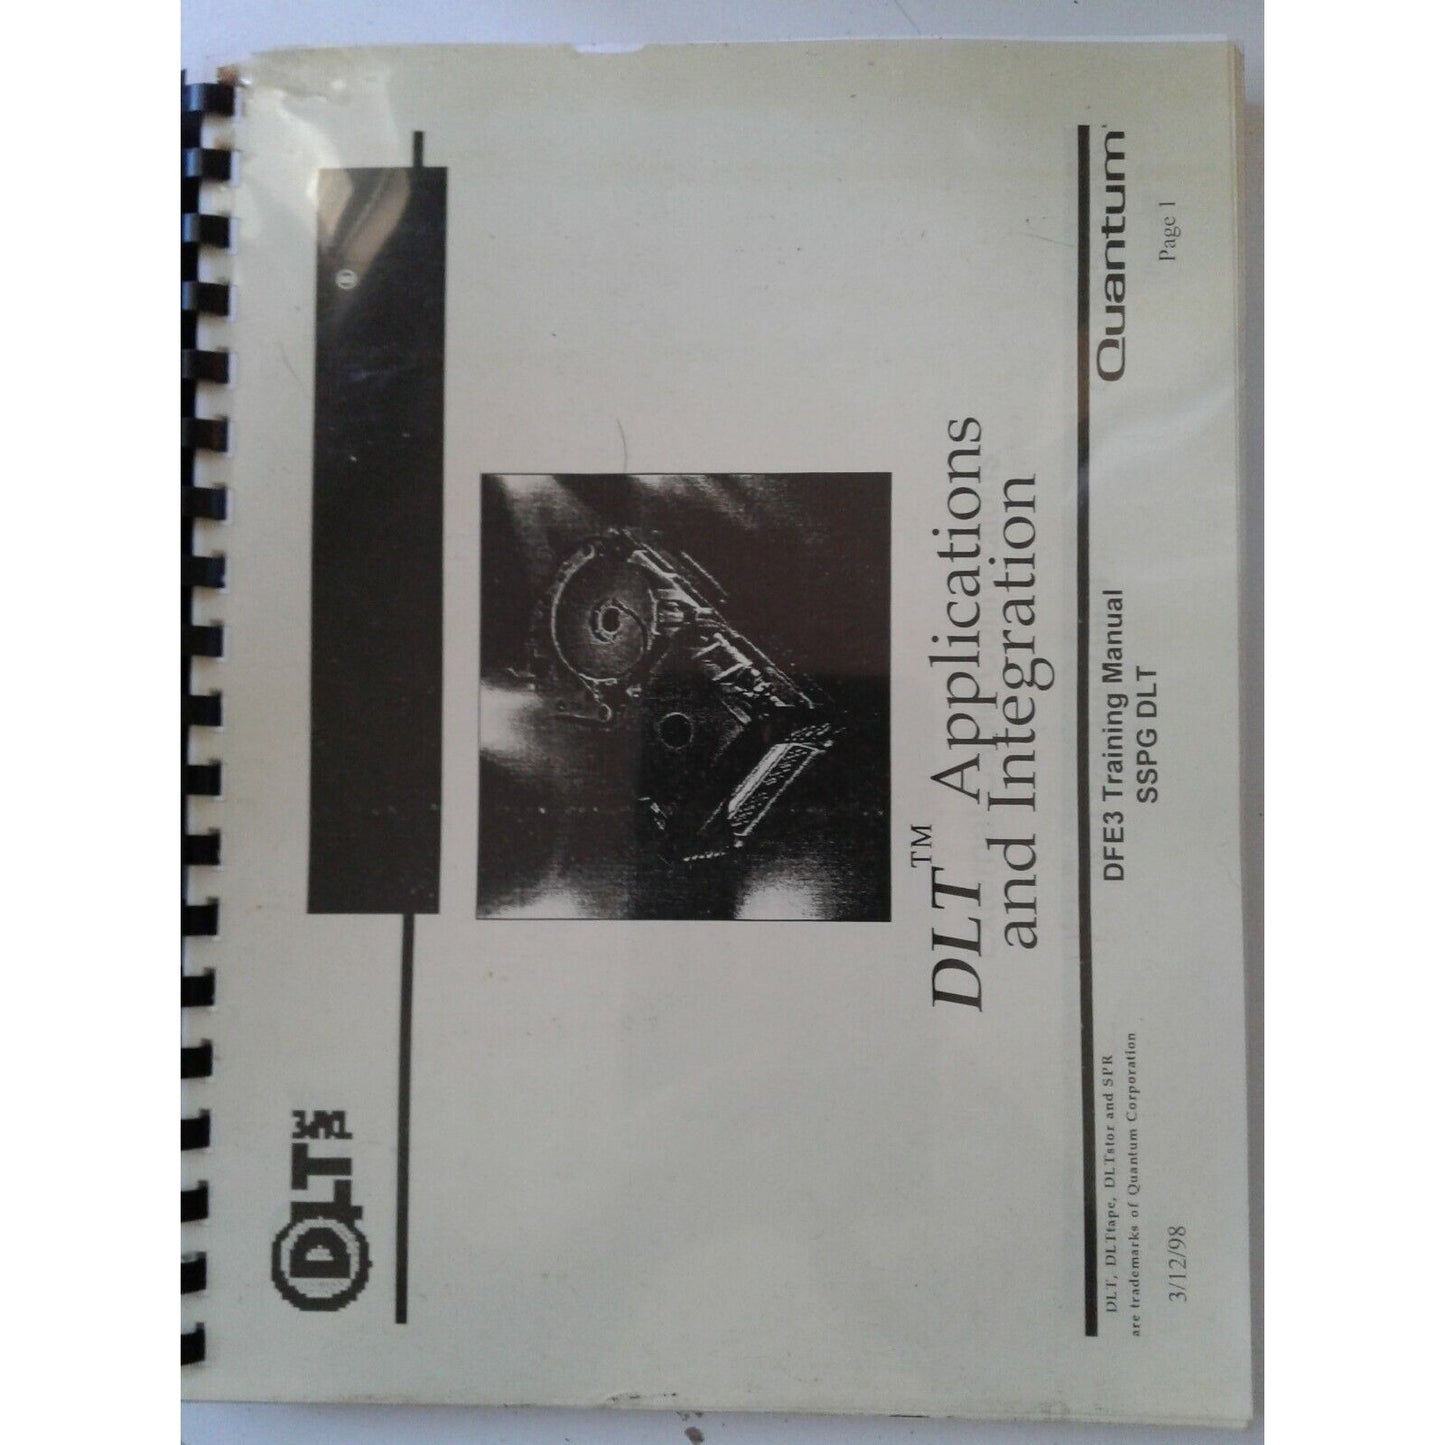 DLT
DLT™ Applications
and Integration
DLT, DLTtape, DLTstor and SPR
are trademarks of Quantum Corporation
3/12/98
DFE3 Training Manual
SSPG DLT
Quantum
Page 1